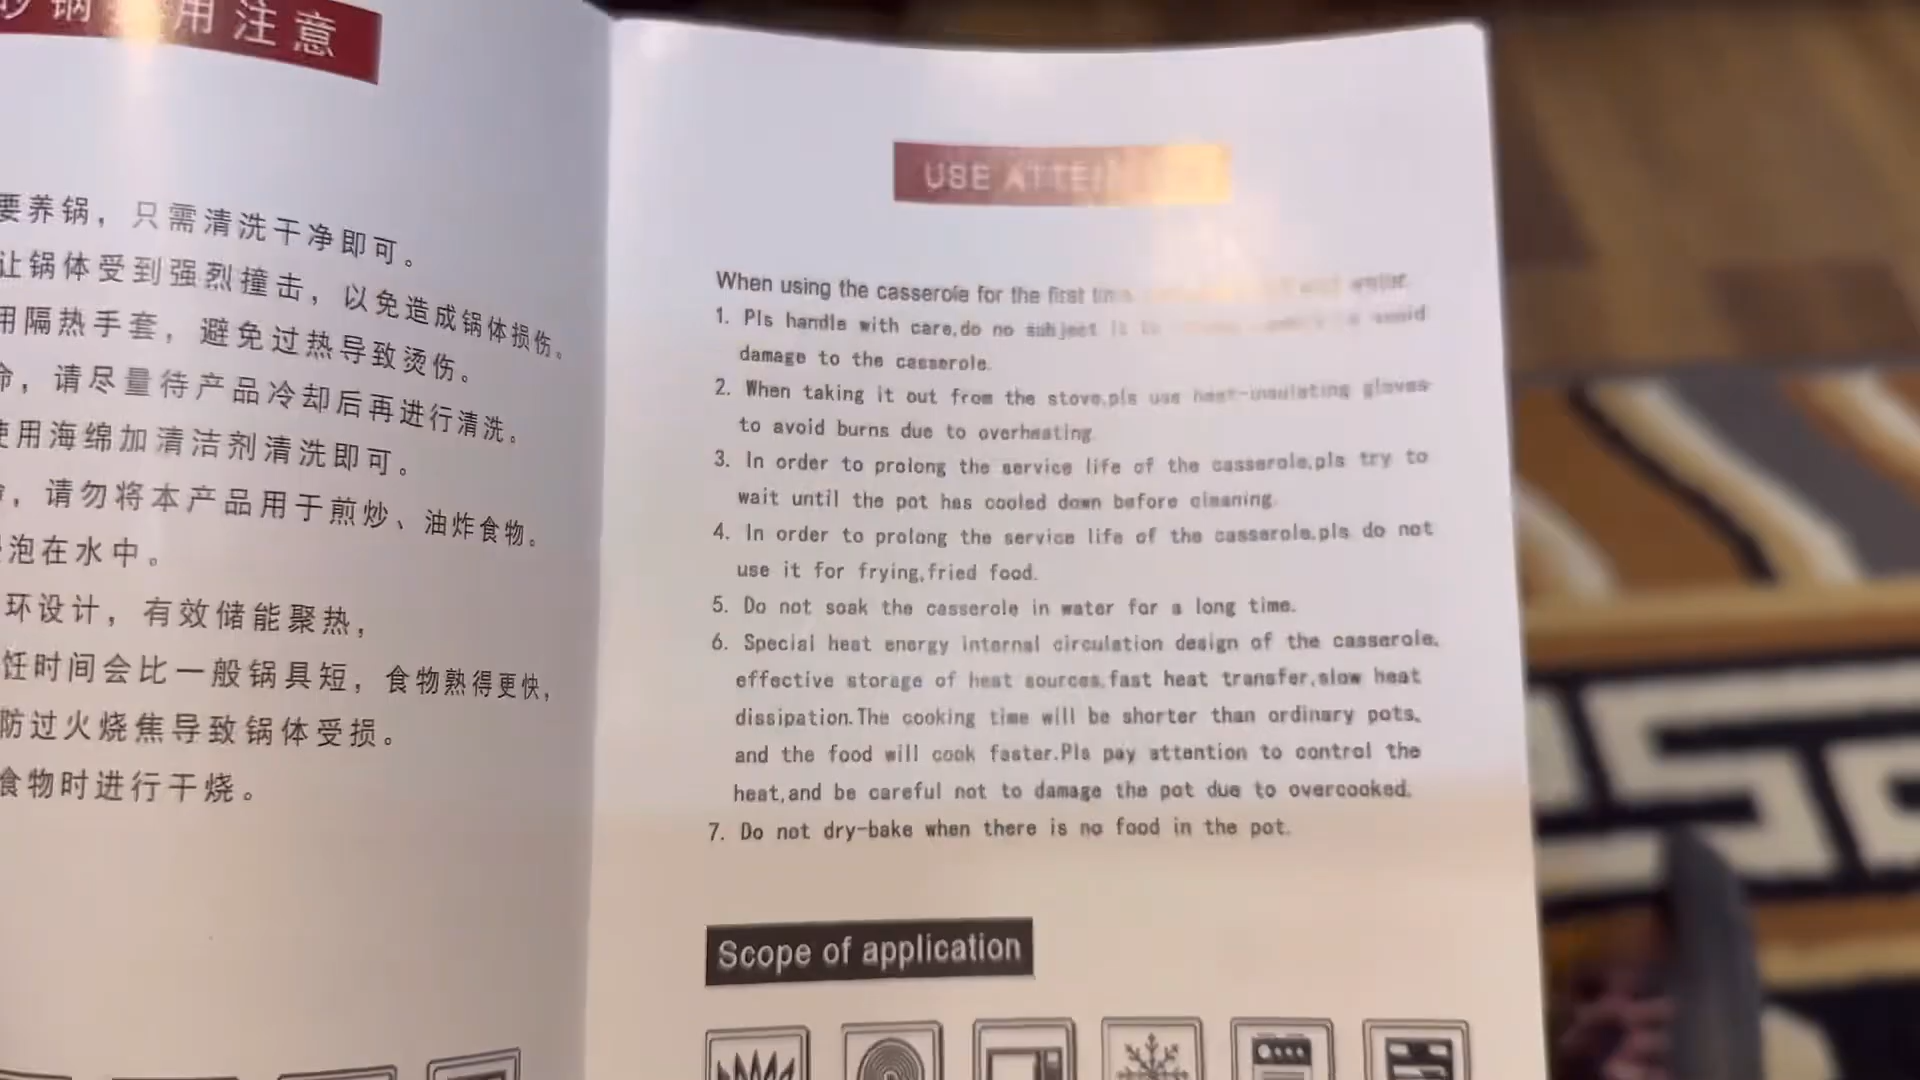 锅 用注意
要养锅，只需清洗干净即可。
让锅体受到强烈撞击，以免造成锅体损伤。
用隔热手套，避免过热导致烫伤。
命，请尽量待产品冷却后再进行清洗。
使用海绵加清洁剂清洗即可。
，请勿将本产品用于煎炒、油炸食物。
泡在水中。
环设计，有效储能聚热，
饪时间会比一般锅具短，食物熟得更快，
防过火烧焦导致锅体受损。
食物时进行干烧。
USE
When using the casserole for the first
1. Pls handle with care,do no subject it to avoid
damage to the casserole.
2. When taking it out from the stove,pls use heat-insulating gloves
to avoid burns due to overheating.
3. In order to prolong the service life of the casserole,pls try to
wait until the pot has cooled down before cleaning.
4. In order to prolong the service life of the casserole,pls do not
use it for frying,fried food.
5. Do not soak the casserole in water for a long time.
6. Special heat energy internal circulation design of the casserole,
effective storage of heat sources,fast heat transfer,slow heat
dissipation.The cooking time will be shorter than ordinary pots,
and the food will cook faster.Pls pay attention to control the
heat,and be careful not to damage the pot due to overcooked.
7. Do not dry-bake when there is no food in the pot.
Scope of application